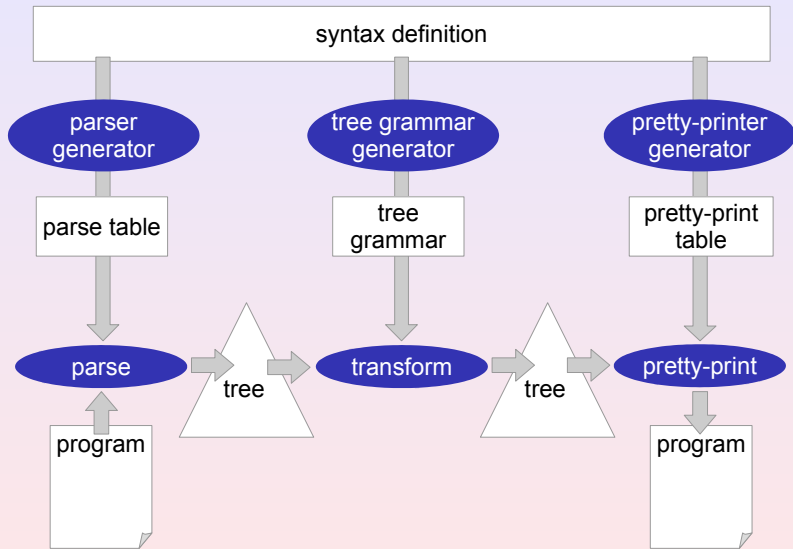 syntax definition
parser
generator
tree grammar
generator
pretty-printer
generator
parse table
tree
grammar
pretty-print
table
parse
tree
transform
tree
pretty-print
program
program